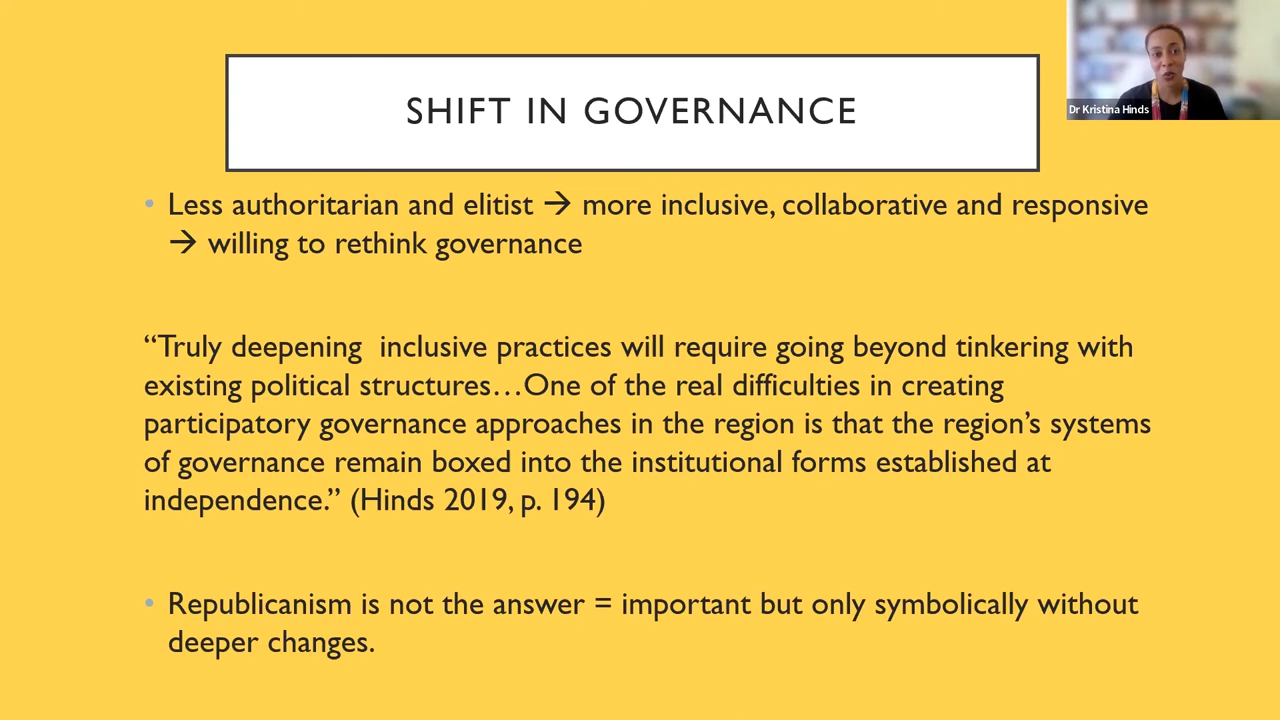 Dr Kristina Hinds
SHIFT IN GOVERNANCE
• Less authoritarian and elitist → more inclusive, collaborative and responsive
→ willing to rethink governance
“Truly deepening  inclusive practices will require going beyond tinkering with
existing political structures…One of the real difficulties in creating
participatory governance approaches in the region is that the region’s systems
of governance remain boxed into the institutional forms established at
independence.” (Hinds 2019, p. 194)
• Republicanism is not the answer = important but only symbolically without
deeper changes.